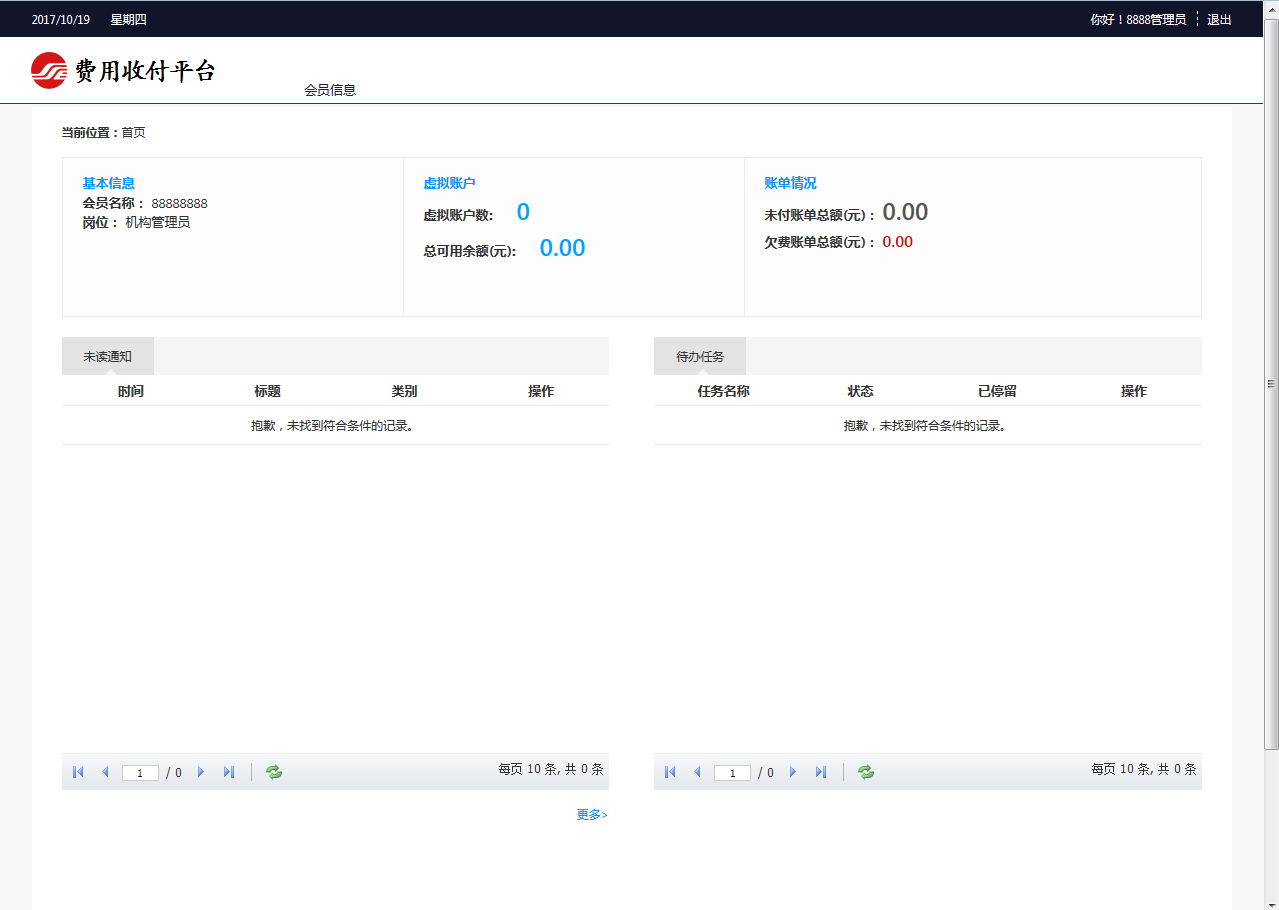 2017/10/19 星期四 你好！8888管理员 退出
费用收付平台
会员信息
当前位置：首页
基本信息
会员名称： 88888888
岗位： 机构管理员
虚拟账户
虚拟账户数: 0
总可用余额(元): 0.00
账单情况
未付账单总额(元)： 0.00
欠费账单总额(元)： 0.00
未读通知
时间 标题 类别 操作
抱歉，未找到符合条件的记录。
1 / 0 每页 10 条, 共 0 条
更多>
待办任务
任务名称 状态 已停留 操作
抱歉，未找到符合条件的记录。
1 / 0 每页 10 条, 共 0 条